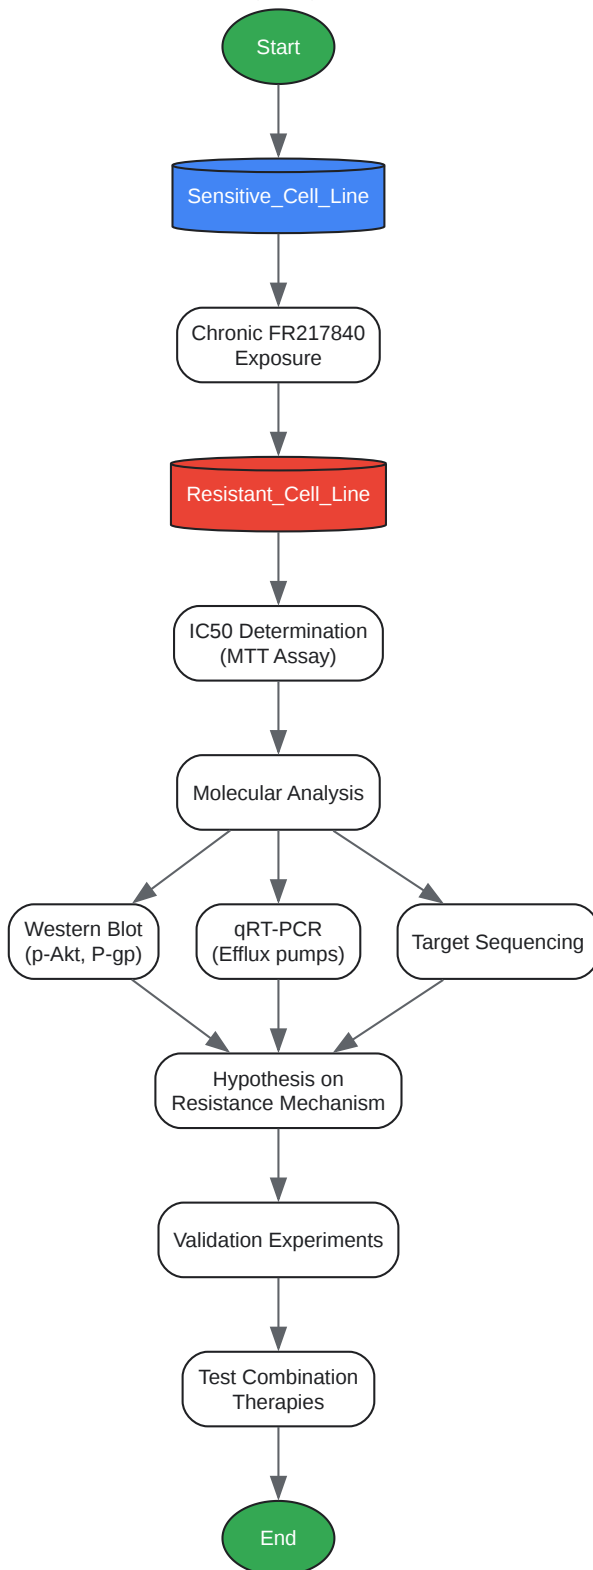 Start
Sensitive_Cell_Line
Chronic FR217840
Exposure
Resistant_Cell_Line
IC50 Determination
(MTT Assay)
Molecular Analysis
Western Blot
(p-Akt, P-gp)
qRT-PCR
(Efflux pumps)
Target Sequencing
Hypothesis on
Resistance Mechanism
Validation Experiments
Test Combination
Therapies
End